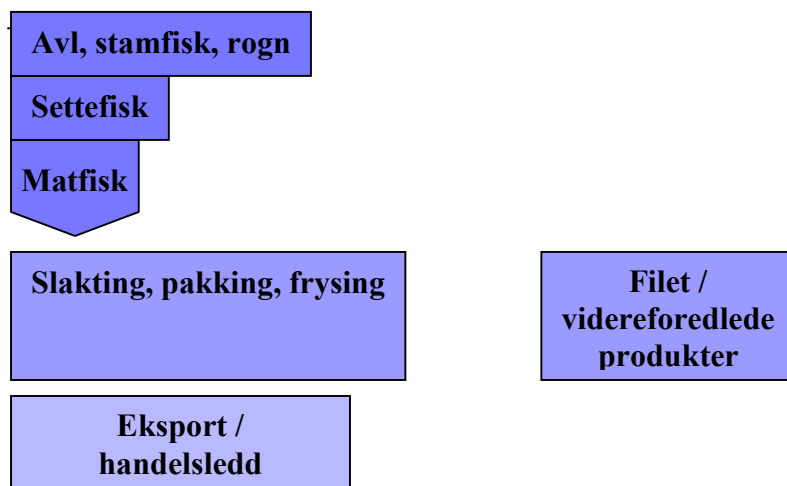 Avl, stamfisk, rogn
Settefisk
Matfisk
Slakting, pakking, frysing
Filet /
videreforedlede
produkter
Eksport /
handelsledd